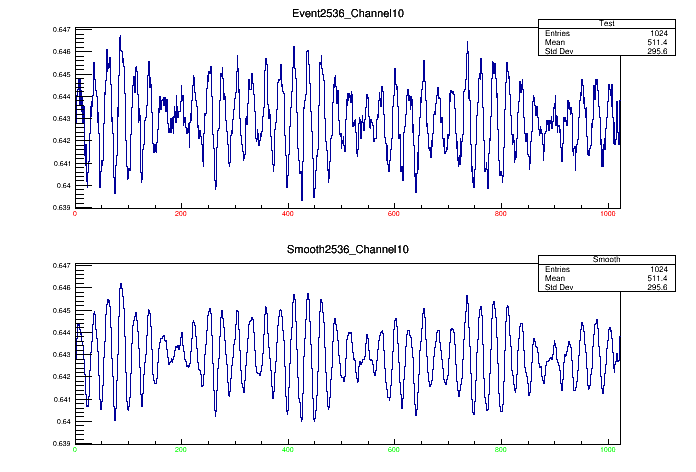 Event2536_Channel10
Test
Entries 1024
Mean 511.4
Std Dev 295.6
0.647
0.646
0.645
0.644
0.643
0.642
0.641
0.64
0.639
0 200 400 600 800 1000
Smooth2536_Channel10
Smooth
Entries 1024
Mean 511.4
Std Dev 295.6
0.647
0.646
0.645
0.644
0.643
0.642
0.641
0.64
0.639
0 200 400 600 800 1000